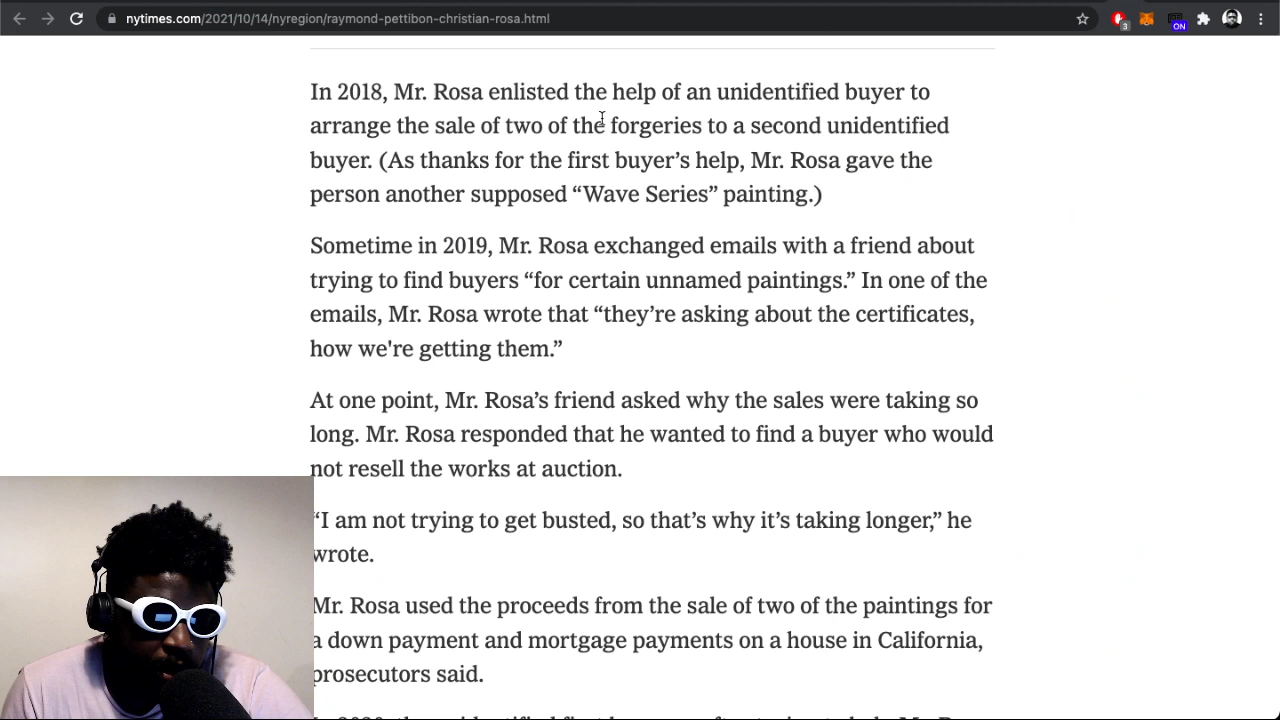 nytimes.com/2021/10/14/nyregion/raymond-pettibon-christian-rosa.html
3
ON
In 2018, Mr. Rosa enlisted the help of an unidentified buyer to
arrange the sale of two of the forgeries to a second unidentified
buyer. (As thanks for the first buyer’s help, Mr. Rosa gave the
person another supposed “Wave Series” painting.)
Sometime in 2019, Mr. Rosa exchanged emails with a friend about
trying to find buyers “for certain unnamed paintings.” In one of the
emails, Mr. Rosa wrote that “they’re asking about the certificates,
how we're getting them.”
At one point, Mr. Rosa’s friend asked why the sales were taking so
long. Mr. Rosa responded that he wanted to find a buyer who would
not resell the works at auction.
“I am not trying to get busted, so that’s why it’s taking longer,” he
wrote.
Mr. Rosa used the proceeds from the sale of two of the paintings for
a down payment and mortgage payments on a house in California,
prosecutors said.